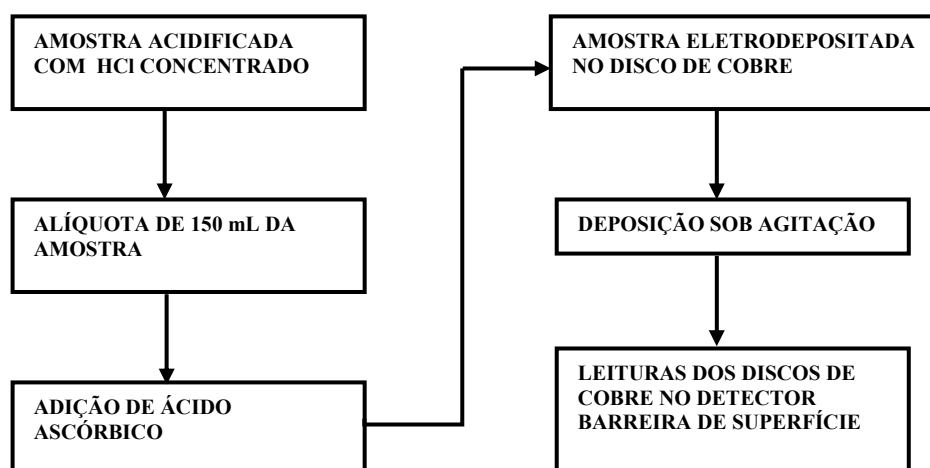 AMOSTRA ACIDIFICADA
COM HCl CONCENTRADO
ALÍQUOTA DE 150 mL DA
AMOSTRA
ADIÇÃO DE ÁCIDO
ASCÓRBICO
AMOSTRA ELETRODEPOSITADA
NO DISCO DE COBRE
DEPOSIÇÃO SOB AGITAÇÃO
LEITURAS DOS DISCOS DE
COBRE NO DETECTOR
BARREIRA DE SUPERFÍCIE